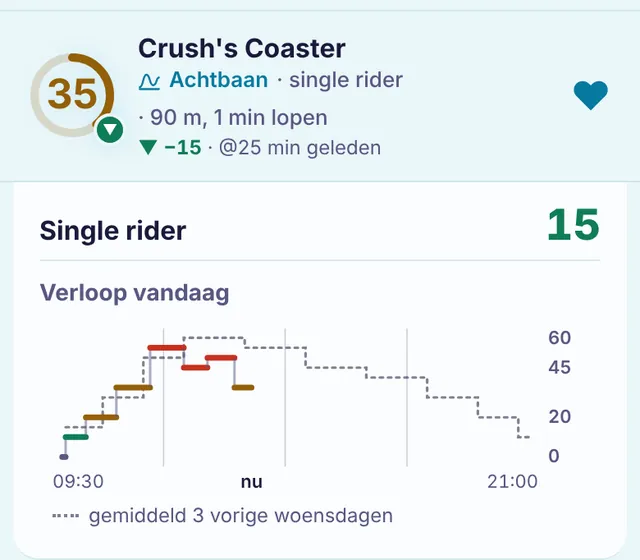 Crush's Coaster
35
Achtbaan · single rider
· 90 m, 1 min lopen
▼ −15 · @25 min geleden
Single rider
15
Verloop vandaag
60
45
20
0
09:30
nu
21:00
gemiddeld 3 vorige woensdagen